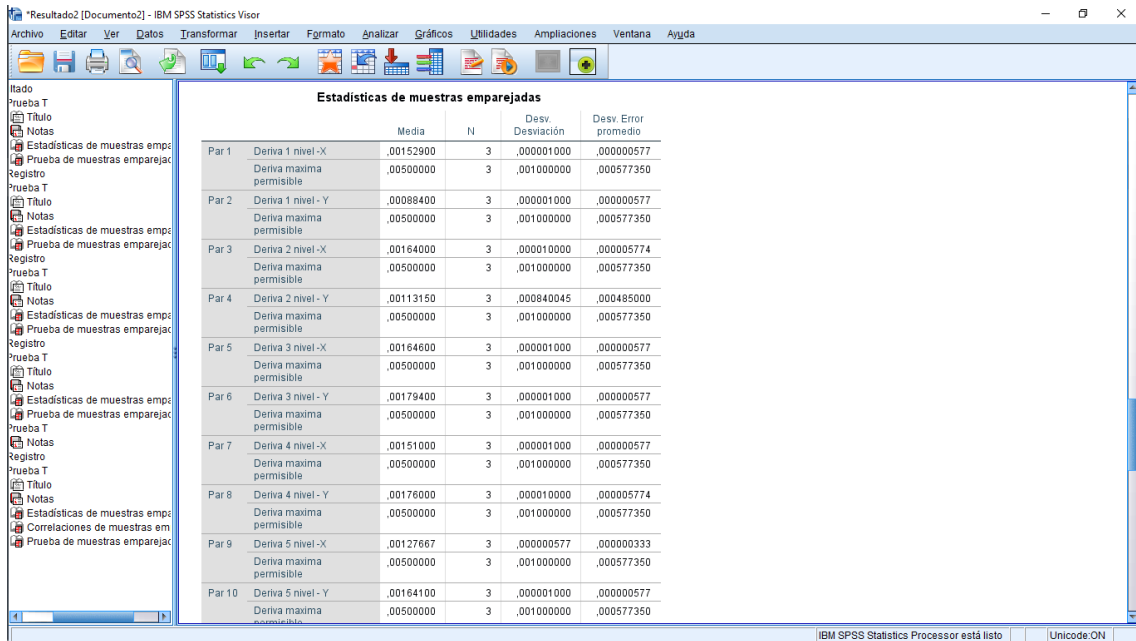 *Resultado2 [Documento2] - IBM SPSS Statistics Visor
Archivo Editar Ver Datos Transformar Insertar Formato Analizar Gráficos Utilidades Ampliaciones Ventana Ayuda
ltado
Prueba T
Título
Notas
Estadísticas de muestras empa
Prueba de muestras emparejad
Registro
Prueba T
Título
Notas
Estadísticas de muestras empa
Prueba de muestras emparejad
Registro
Prueba T
Título
Notas
Estadísticas de muestras empa
Prueba de muestras emparejad
Registro
Prueba T
Título
Notas
Estadísticas de muestras empa
Prueba de muestras emparejad
Prueba T
Notas
Registro
Prueba T
Título
Notas
Estadísticas de muestras empa
Correlaciones de muestras em
Prueba de muestras emparejad
Estadísticas de muestras emparejadas
Media N Desv. Desviación Desv. Error promedio
Par 1 Deriva 1 nivel -X ,00152900 3 ,000001000 ,000000577
Deriva maxima permisible ,00500000 3 ,001000000 ,000577350
Par 2 Deriva 1 nivel - Y ,00088400 3 ,000001000 ,000000577
Deriva maxima permisible ,00500000 3 ,001000000 ,000577350
Par 3 Deriva 2 nivel -X ,00164000 3 ,000010000 ,000005774
Deriva maxima permisible ,00500000 3 ,001000000 ,000577350
Par 4 Deriva 2 nivel - Y ,00113150 3 ,000840045 ,000485000
Deriva maxima permisible ,00500000 3 ,001000000 ,000577350
Par 5 Deriva 3 nivel -X ,00164600 3 ,000001000 ,000000577
Deriva maxima permisible ,00500000 3 ,001000000 ,000577350
Par 6 Deriva 3 nivel - Y ,00179400 3 ,000001000 ,000000577
Deriva maxima permisible ,00500000 3 ,001000000 ,000577350
Par 7 Deriva 4 nivel -X ,00151000 3 ,000001000 ,000000577
Deriva maxima permisible ,00500000 3 ,001000000 ,000577350
Par 8 Deriva 4 nivel - Y ,00176000 3 ,000010000 ,000005774
Deriva maxima permisible ,00500000 3 ,001000000 ,000577350
Par 9 Deriva 5 nivel -X ,00127667 3 ,000000577 ,000000333
Deriva maxima permisible ,00500000 3 ,001000000 ,000577350
Par 10 Deriva 5 nivel - Y ,00164100 3 ,000001000 ,000000577
Deriva maxima permisible ,00500000 3 ,001000000 ,000577350
IBM SPSS Statistics Processor está listo Unicode:ON